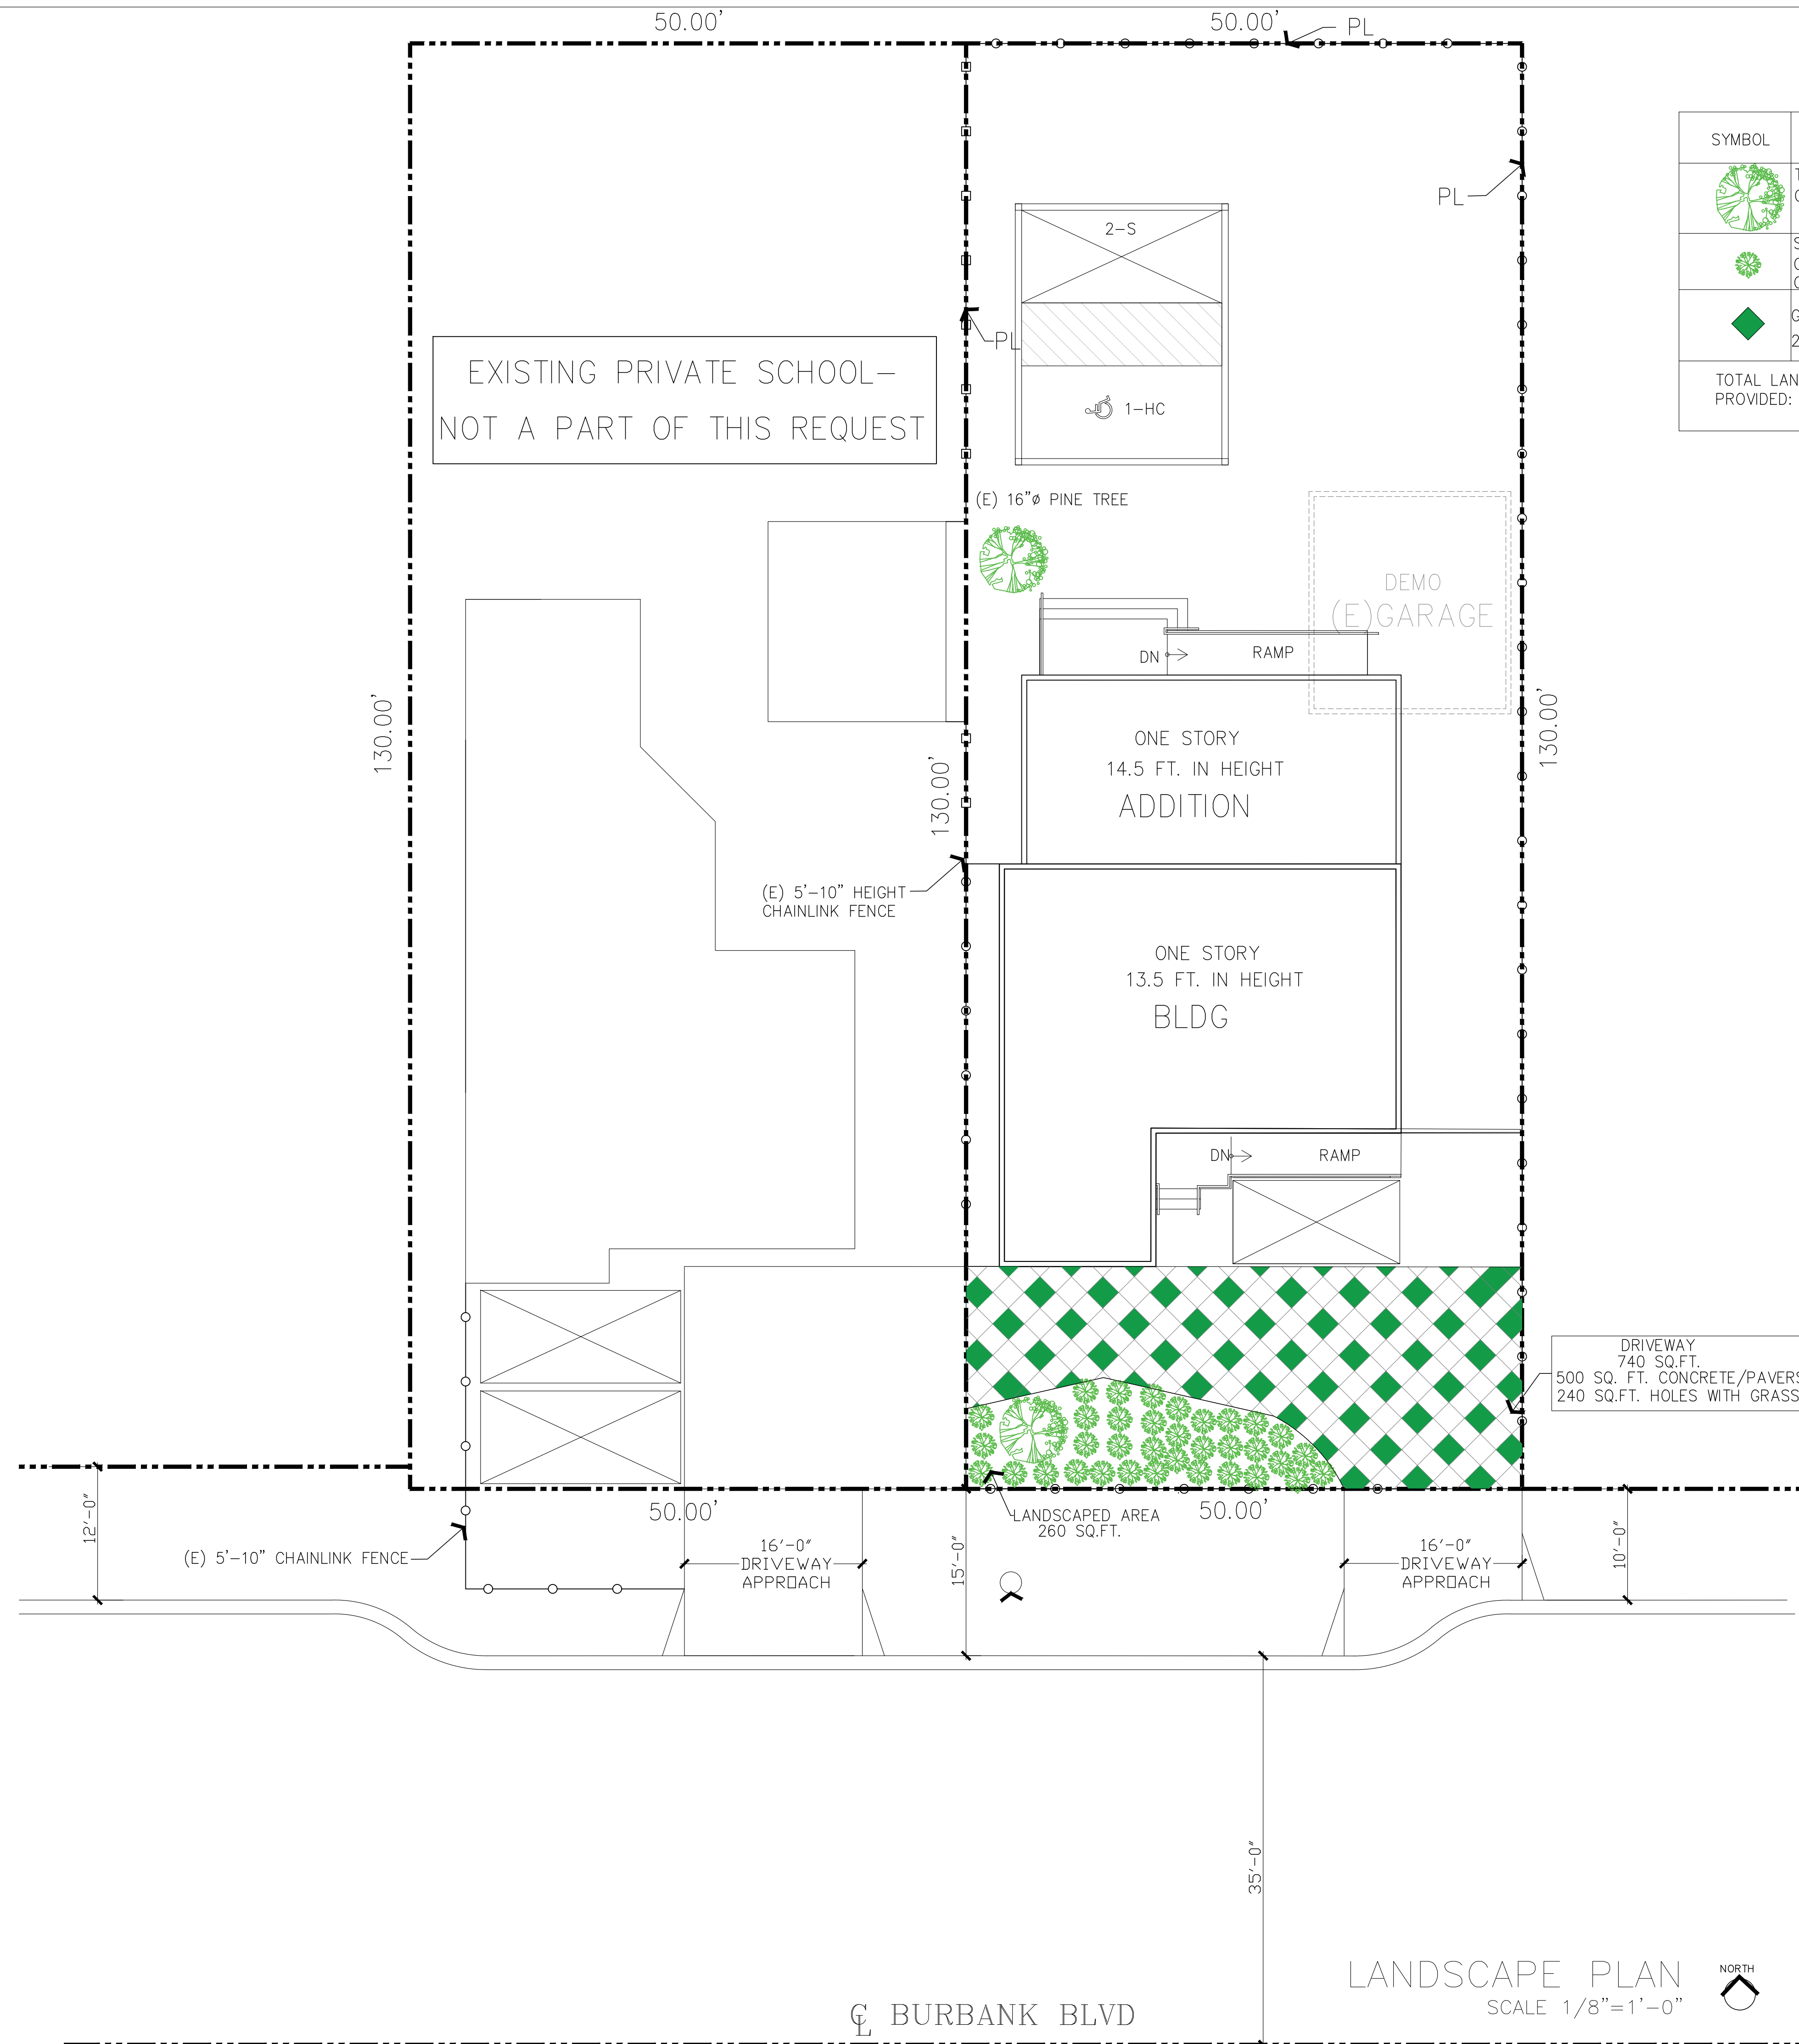 50.00'
50.00'
PL
SYMBOL
PL
2-S
PL
EXISTING PRIVATE SCHOOL-
NOT A PART OF THIS REQUEST
1-HC
TOTAL LAN
PROVIDED:
(E) 16"ø PINE TREE
DEMO
(E)GARAGE
DN
RAMP
130.00'
130.00'
130.00'
ONE STORY
14.5 FT. IN HEIGHT
ADDITION
(E) 5'-10" HEIGHT
CHAINLINK FENCE
ONE STORY
13.5 FT. IN HEIGHT
BLDG
DN
RAMP
DRIVEWAY
740 SQ.FT.
500 SQ. FT. CONCRETE/PAVERS
240 SQ.FT. HOLES WITH GRASS
12'-0"
50.00'
LANDSCAPED AREA
260 SQ.FT.
50.00'
(E) 5'-10" CHAINLINK FENCE
16'-0"
DRIVEWAY
APPROACH
15'-0"
16'-0"
DRIVEWAY
APPROACH
10'-0"
35'-0"
LANDSCAPE PLAN
SCALE 1/8"=1'-0"
NORTH
℄ BURBANK BLVD